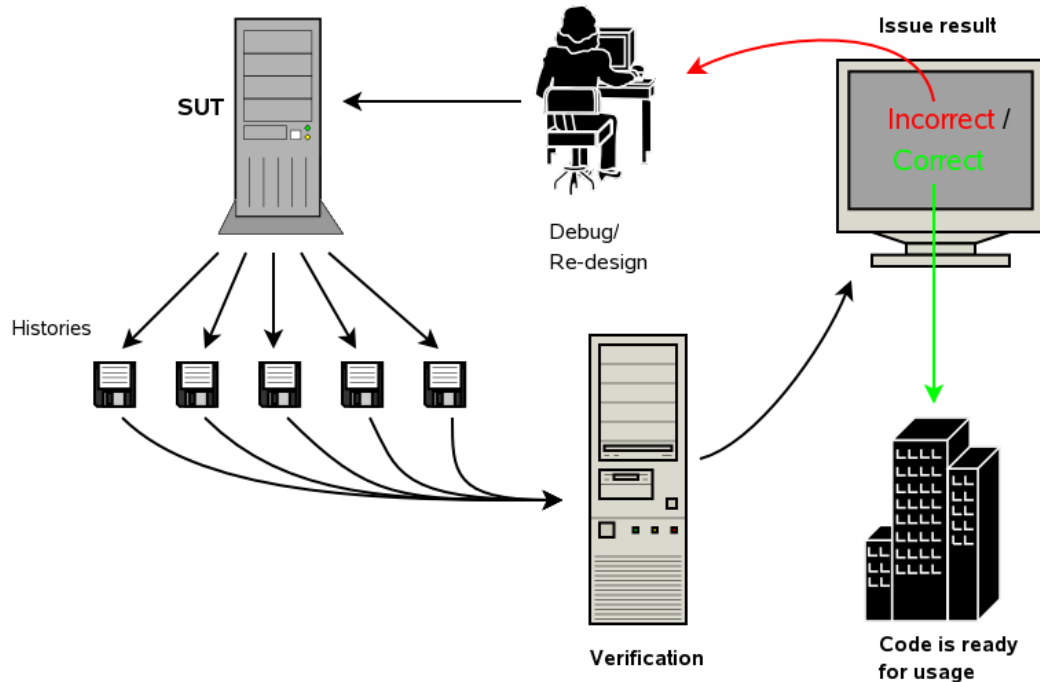 Issue result
SUT
Incorrect /
Correct
Debug/
Re-design
Histories
Verification
Code is ready
for usage